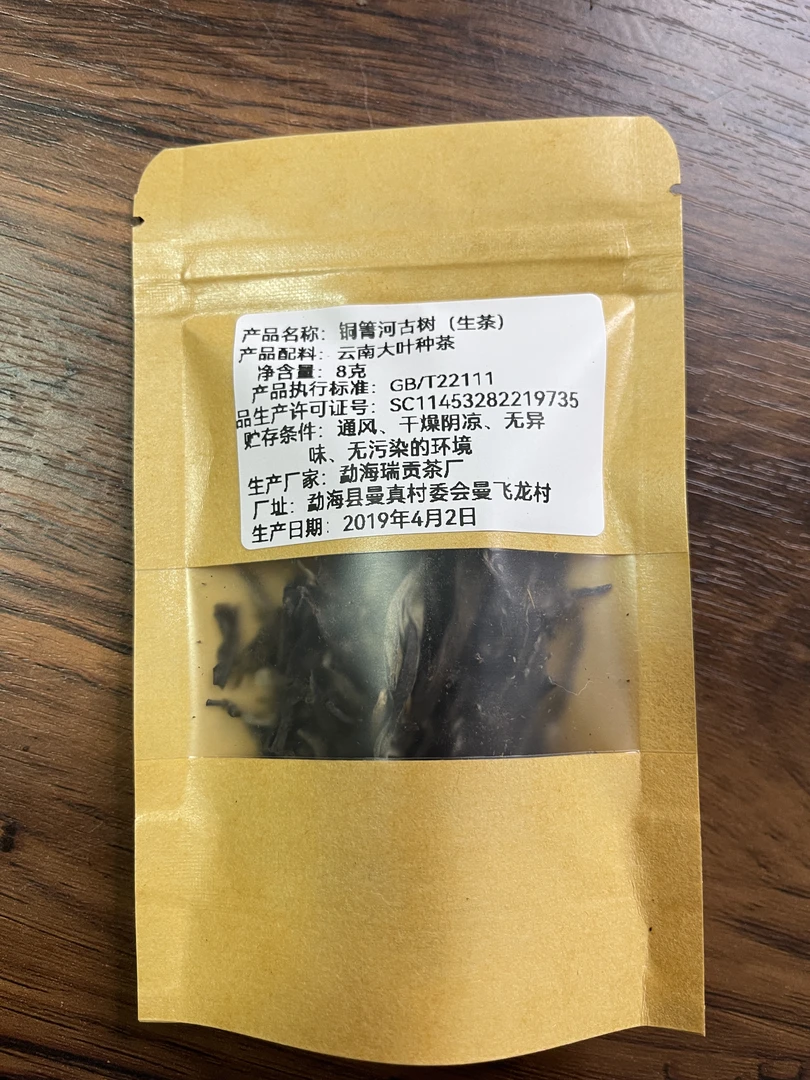 产品名称：铜箐河古树（生茶）
产品配料：云南大叶种茶
净含量：8克
产品执行标准：GB/T22111
品生产许可证号：SC11453282219735
贮存条件：通风、干燥阴凉、无异
味、无污染的环境
生产厂家：勐海瑞贡茶厂
厂址：勐海县曼真村委会曼飞龙村
生产日期：2019年4月2日